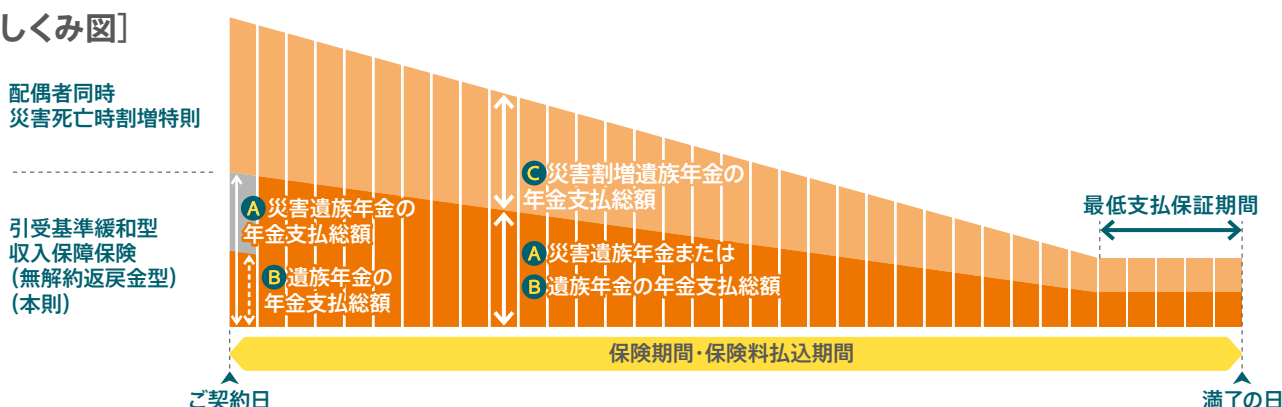 しくみ図］
配偶者同時
災害死亡時割増特則
C 災害割増遺族年金の
年金支払総額
最低支払保証期間
A 災害遺族年金の
年金支払総額
引受基準緩和型
収入保障保険
（無解約返戻金型）
（本則）
A 災害遺族年金または
B 遺族年金の年金支払総額
B 遺族年金の
年金支払総額
保険期間・保険料払込期間
ご契約日
満了の日